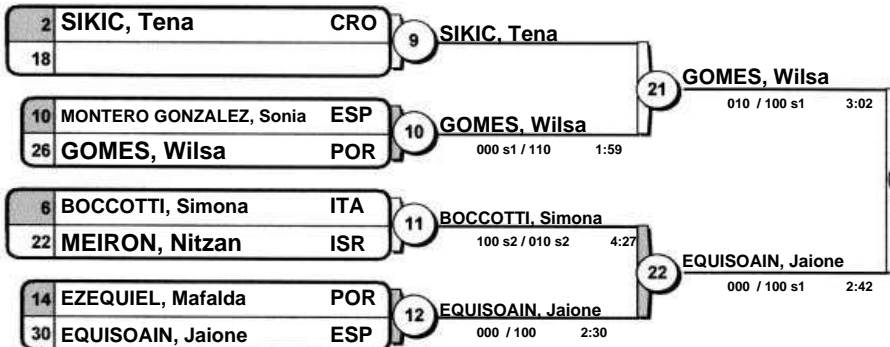 2 SIKIC, Tena CRO
18
9
SIKIC, Tena
10 MONTERO GONZALEZ, Sonia ESP
26 GOMES, Wilsa POR
10
GOMES, Wilsa
000 s1 / 110 1:59
21
GOMES, Wilsa
010 / 100 s1 3:02
6 BOCCOTTI, Simona ITA
22 MEIRON, Nitzan ISR
11
BOCCOTTI, Simona
100 s2 / 010 s2 4:27
14 EZEQUIEL, Mafalda POR
30 EQUISOAIN, Jaione ESP
12
EQUISOAIN, Jaione
000 / 100 2:30
22
EQUISOAIN, Jaione
000 / 100 s1 2:42